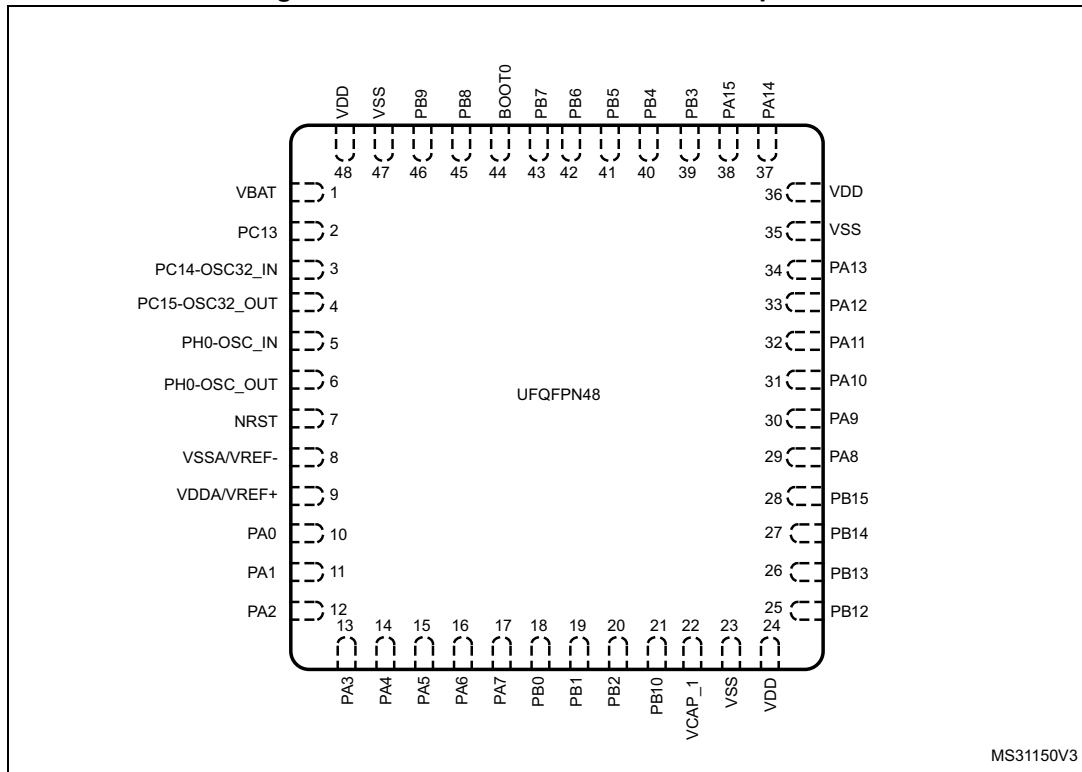 VDD
VSS
PB9
PB8
BOOT0
PB7
PB6
PB5
PB4
PB3
PA15
PA14
48
47
46
45
44
43
42
41
40
39
38
37
VBAT 1
PC13 2
PC14-OSC32_IN 3
PC15-OSC32_OUT 4
PH0-OSC_IN 5
PH0-OSC_OUT 6
NRST 7
VSSA/VREF- 8
VDDA/VREF+ 9
PA0 10
PA1 11
PA2 12
UFQFPN48
36 VDD
35 VSS
34 PA13
33 PA12
32 PA11
31 PA10
30 PA9
29 PA8
28 PB15
27 PB14
26 PB13
25 PB12
13
14
15
16
17
18
19
20
21
22
23
24
PA3
PA4
PA5
PA6
PA7
PB0
PB1
PB2
PB10
VCAP_1
VSS
VDD
MS31150V3